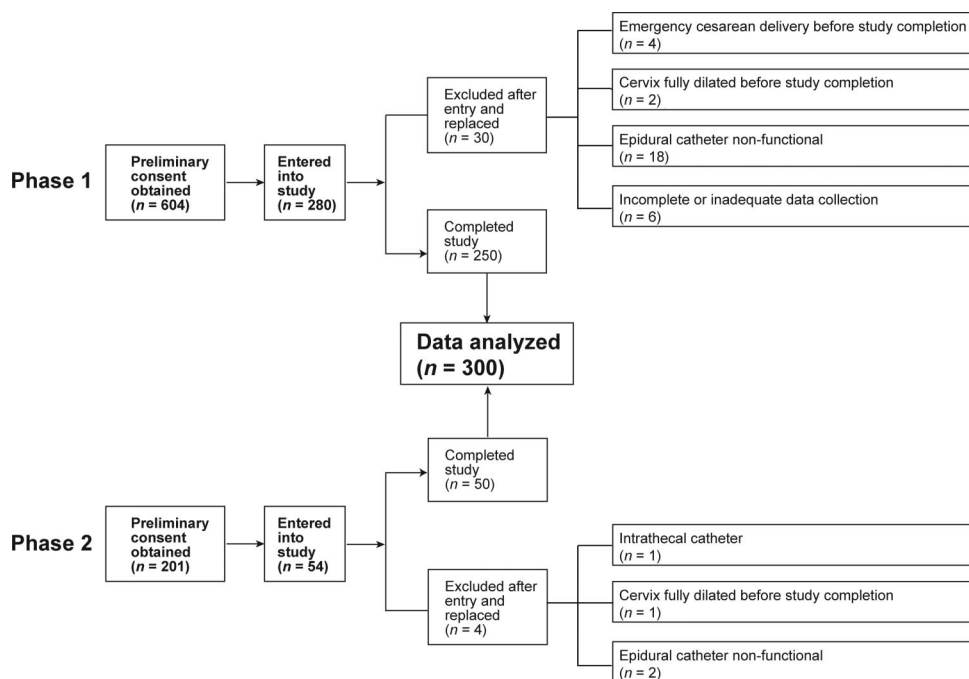 Phase 1
Preliminary
consent
obtained
(n = 604)
Entered
into
study
(n = 280)
Excluded after
entry and
replaced
(n = 30)
Emergency cesarean delivery before study completion
(n = 4)
Cervix fully dilated before study completion
(n = 2)
Epidural catheter non-functional
(n = 18)
Incomplete or inadequate data collection
(n = 6)
Completed
study
(n = 250)
Data analyzed
(n = 300)
Phase 2
Preliminary
consent
obtained
(n = 201)
Entered
into
study
(n = 54)
Completed
study
(n = 50)
Excluded after
entry and
replaced
(n = 4)
Intrathecal catheter
(n = 1)
Cervix fully dilated before study completion
(n = 1)
Epidural catheter non-functional
(n = 2)